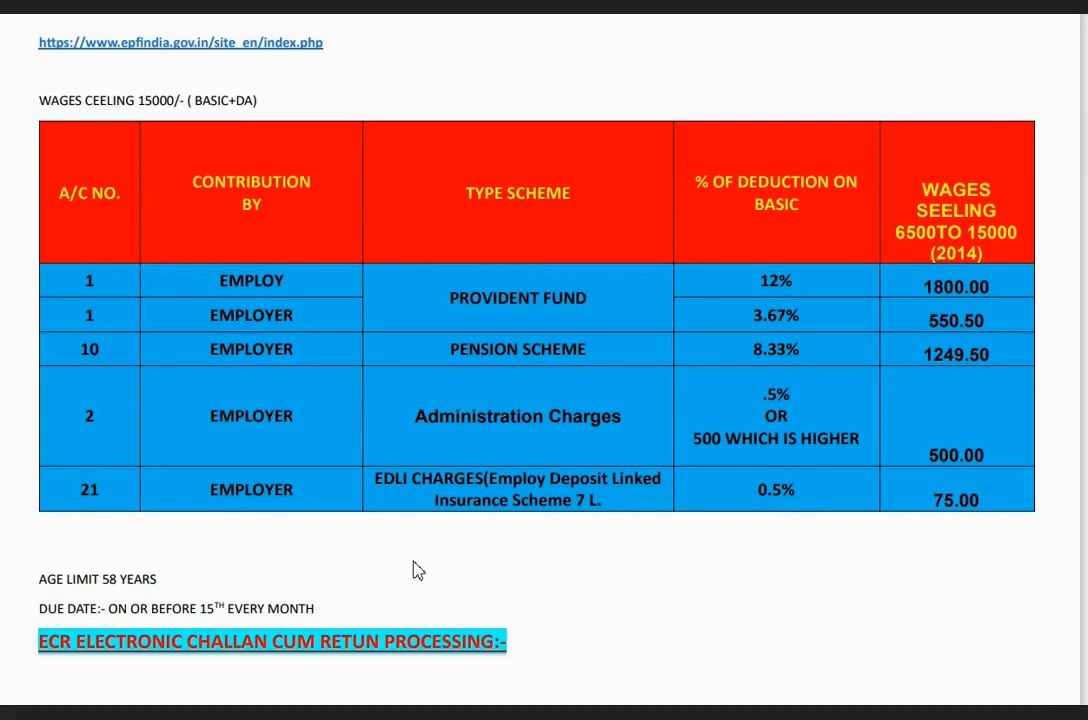 https://www.epfindia.gov.in/site_en/index.php
WAGES CEELING 15000/- ( BASIC+DA)
A/C NO.
CONTRIBUTION
BY
TYPE SCHEME
% OF DEDUCTION ON
BASIC
WAGES
SEELING
6500TO 15000
(2014)
1
EMPLOY
PROVIDENT FUND
12%
1800.00
1
EMPLOYER
3.67%
550.50
10
EMPLOYER
PENSION SCHEME
8.33%
1249.50
2
EMPLOYER
Administration Charges
.5%
OR
500 WHICH IS HIGHER
500.00
21
EMPLOYER
EDLI CHARGES(Employ Deposit Linked
Insurance Scheme 7 L.
0.5%
75.00
AGE LIMIT 58 YEARS
DUE DATE:- ON OR BEFORE 15TH EVERY MONTH
ECR ELECTRONIC CHALLAN CUM RETUN PROCESSING:-